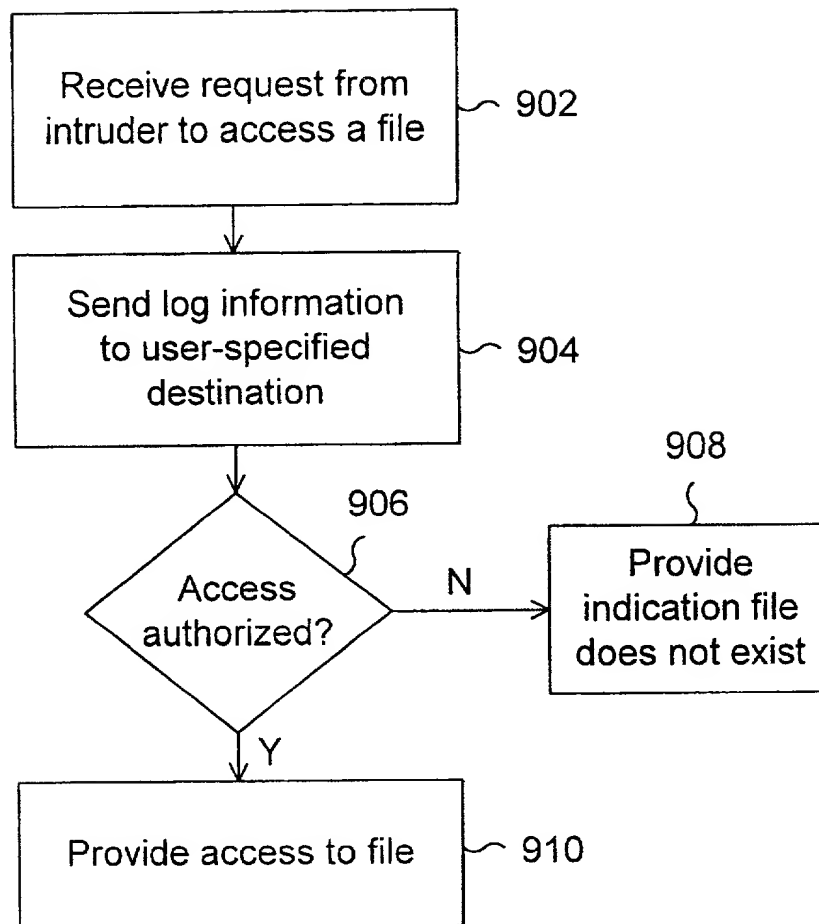 Receive request from
intruder to access a file
902
Send log information
to user-specified
destination
904
906
Access
authorized?
N
908
Provide
indication file
does not exist
Y
Provide access to file
910